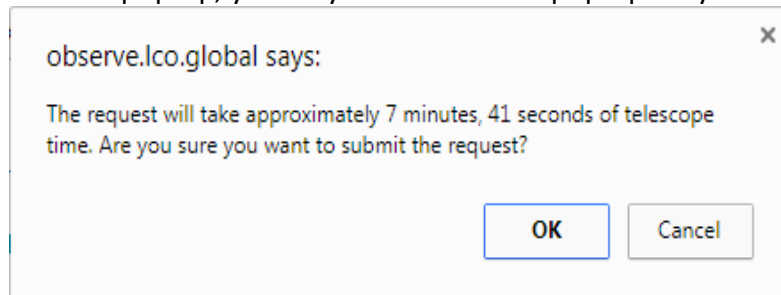 observe.lco.global says:
The request will take approximately 7 minutes, 41 seconds of telescope
time. Are you sure you want to submit the request?
OK Cancel